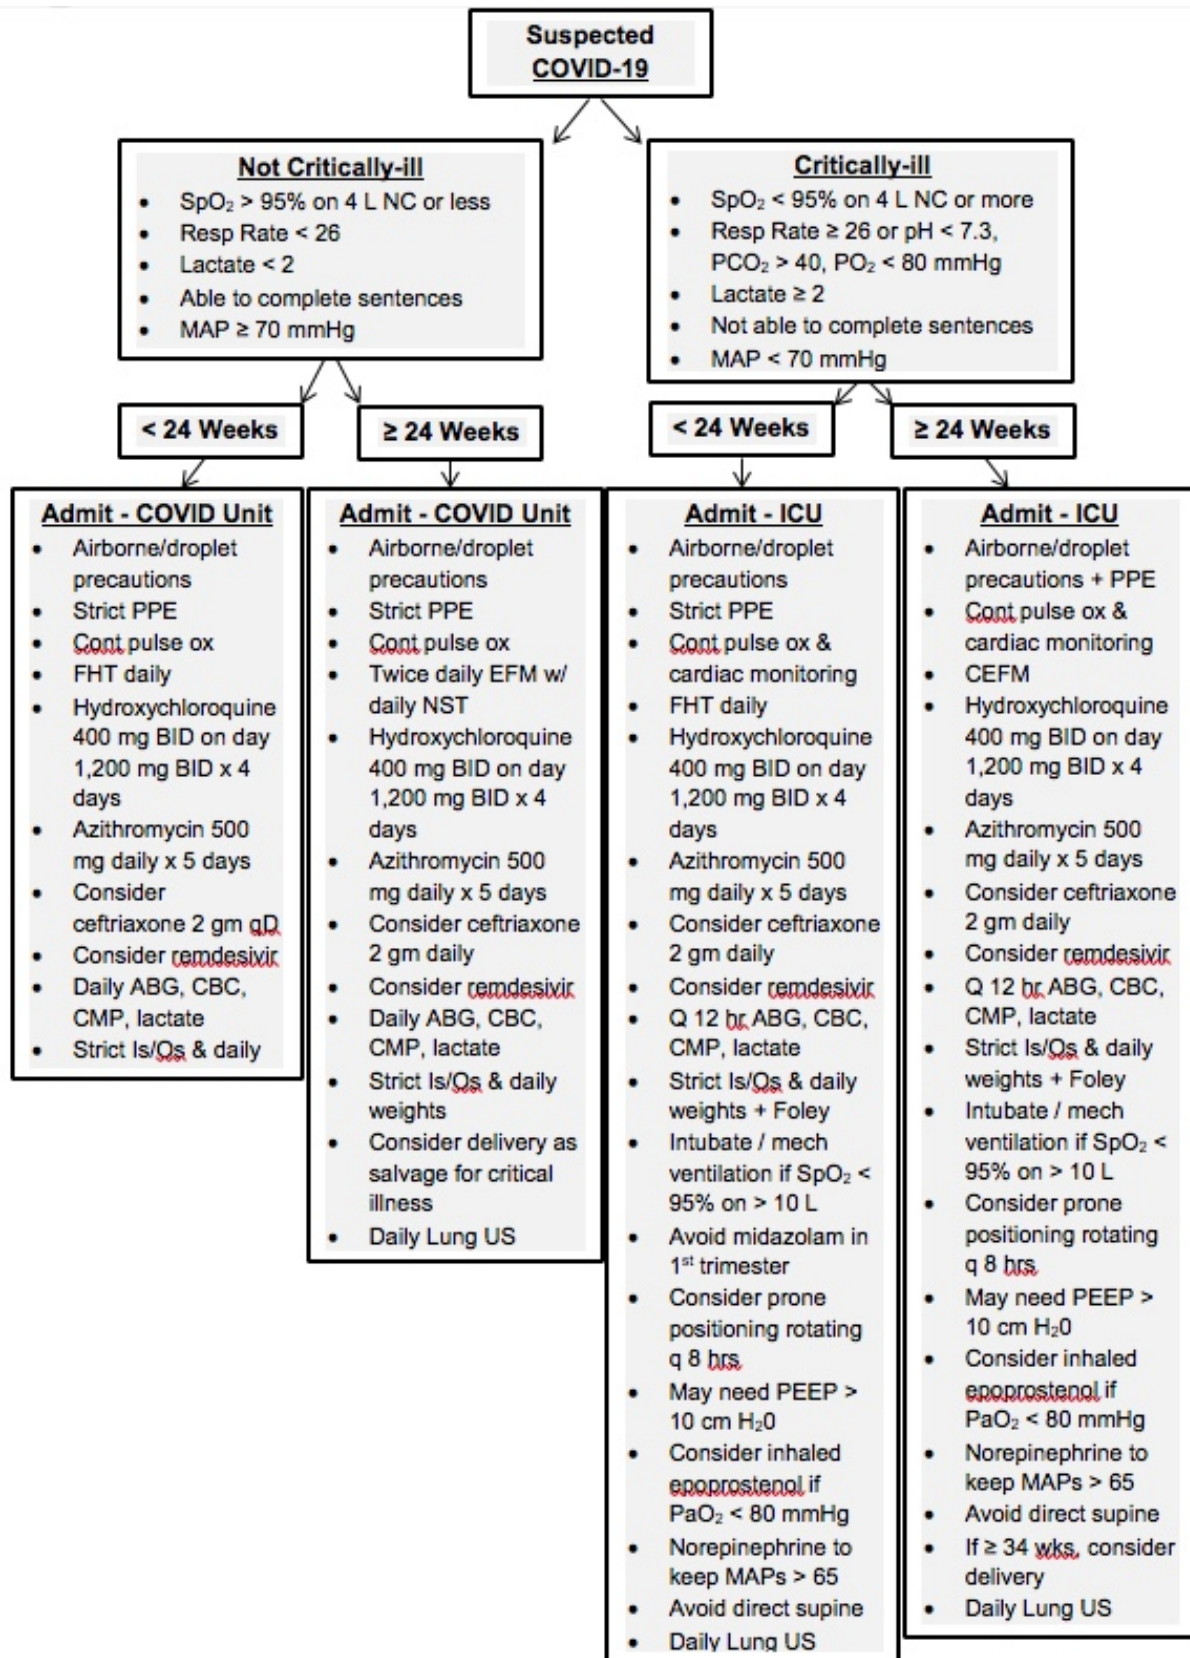 Suspected
COVID-19
Not Critically-ill
• SpO₂ > 95% on 4 L NC or less
• Resp Rate < 26
• Lactate < 2
• Able to complete sentences
• MAP ≥ 70 mmHg
Critically-ill
• SpO₂ < 95% on 4 L NC or more
• Resp Rate ≥ 26 or pH < 7.3,
PCO₂ > 40, PO₂ < 80 mmHg
• Lactate ≥ 2
• Not able to complete sentences
• MAP < 70 mmHg
< 24 Weeks
≥ 24 Weeks
< 24 Weeks
≥ 24 Weeks
Admit - COVID Unit
• Airborne/droplet
precautions
• Strict PPE
• Cont pulse ox
• FHT daily
• Hydroxychloroquine
400 mg BID on day
1,200 mg BID x 4
days
• Azithromycin 500
mg daily x 5 days
• Consider
ceftriaxone 2 gm qD
• Consider remdesivir
• Daily ABG, CBC,
CMP, lactate
• Strict Is/Os & daily
Admit - COVID Unit
• Airborne/droplet
precautions
• Strict PPE
• Cont pulse ox
• Twice daily EFM w/
daily NST
• Hydroxychloroquine
400 mg BID on day
1,200 mg BID x 4
days
• Azithromycin 500
mg daily x 5 days
• Consider ceftriaxone
2 gm daily
• Consider remdesivir
• Daily ABG, CBC,
CMP, lactate
• Strict Is/Os & daily
weights
• Consider delivery as
salvage for critical
illness
• Daily Lung US
Admit - ICU
• Airborne/droplet
precautions
• Strict PPE
• Cont pulse ox &
cardiac monitoring
• FHT daily
• Hydroxychloroquine
400 mg BID on day
1,200 mg BID x 4
days
• Azithromycin 500
mg daily x 5 days
• Consider ceftriaxone
2 gm daily
• Consider remdesivir
• Q 12 hr ABG, CBC,
CMP, lactate
• Strict Is/Os & daily
weights + Foley
• Intubate / mech
ventilation if SpO₂ <
95% on > 10 L
• Avoid midazolam in
1st trimester
• Consider prone
positioning rotating
q 8 hrs
• May need PEEP >
10 cm H₂0
• Consider inhaled
epoprostenol if
PaO₂ < 80 mmHg
• Norepinephrine to
keep MAPs > 65
• Avoid direct supine
• Daily Lung US
Admit - ICU
• Airborne/droplet
precautions + PPE
• Cont pulse ox &
cardiac monitoring
• CEFM
• Hydroxychloroquine
400 mg BID on day
1,200 mg BID x 4
days
• Azithromycin 500
mg daily x 5 days
• Consider ceftriaxone
2 gm daily
• Consider remdesivir
• Q 12 hr ABG, CBC,
CMP, lactate
• Strict Is/Os & daily
weights + Foley
• Intubate / mech
ventilation if SpO₂ <
95% on > 10 L
• Consider prone
positioning rotating
q 8 hrs
• May need PEEP >
10 cm H₂0
• Consider inhaled
epoprostenol if
PaO₂ < 80 mmHg
• Norepinephrine to
keep MAPs > 65
• Avoid direct supine
• If ≥ 34 wks, consider
delivery
• Daily Lung US